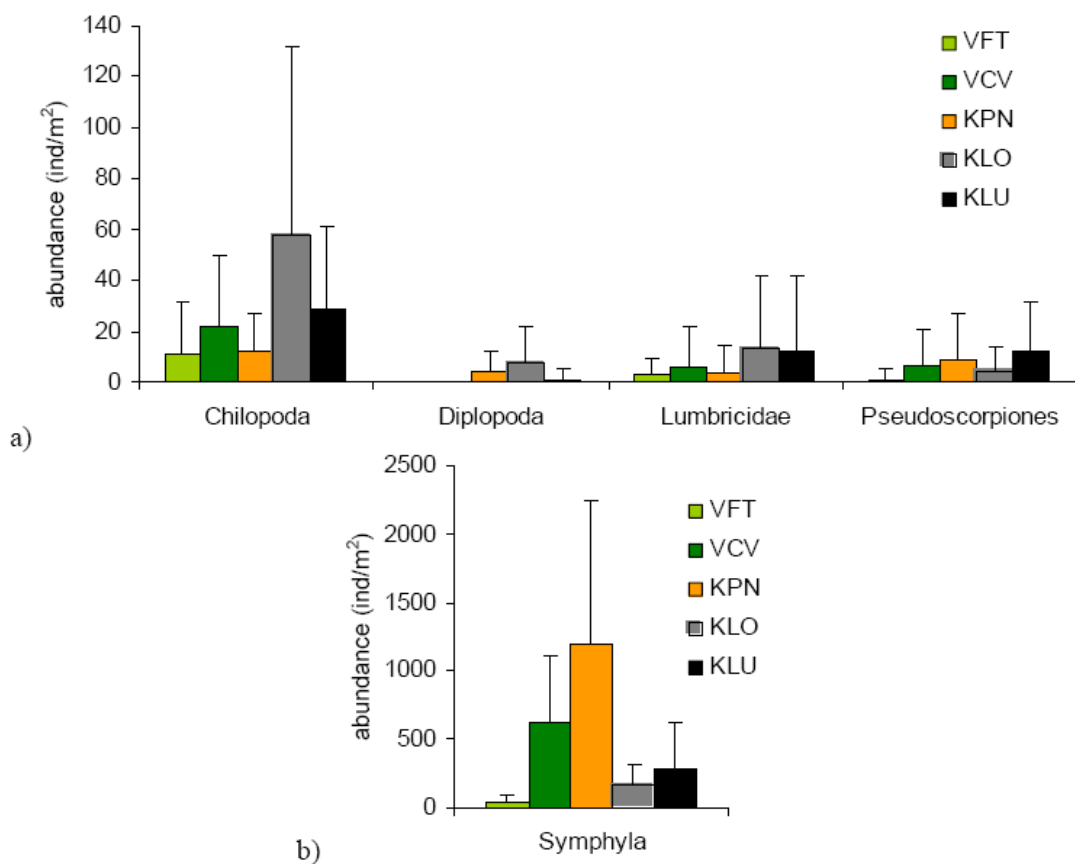 140
120
100
80
60
40
20
0
abundance (ind/m²)
VFT
VCV
KPN
KLO
KLU
Chilopoda Diplopoda Lumbricidae Pseudoscorpiones
a)
2500
2000
1500
1000
500
0
abundance (ind/m²)
VFT
VCV
KPN
KLO
KLU
Symphyla
b)